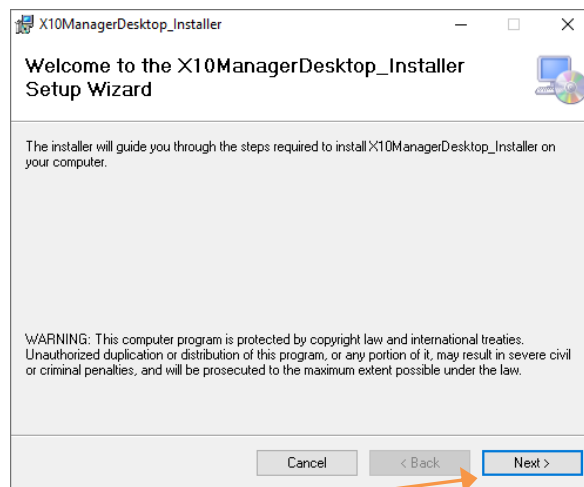 X10ManagerDesktop_Installer
Welcome to the X10ManagerDesktop_Installer
Setup Wizard
The installer will guide you through the steps required to install X10ManagerDesktop_Installer on
your computer.
WARNING: This computer program is protected by copyright law and international treaties.
Unauthorized duplication or distribution of this program, or any portion of it, may result in severe civil
or criminal penalties, and will be prosecuted to the maximum extent possible under the law.
Cancel < Back Next >